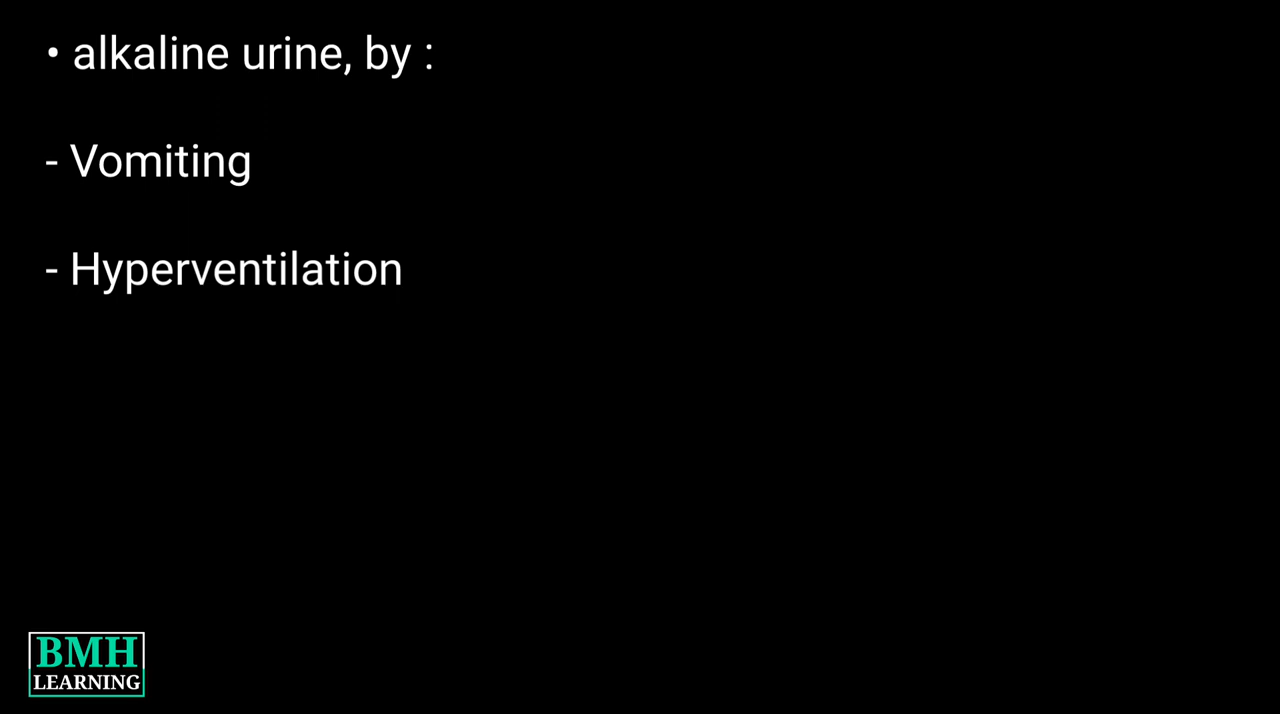 • alkaline urine, by :
- Vomiting
- Hyperventilation
BMH
LEARNING